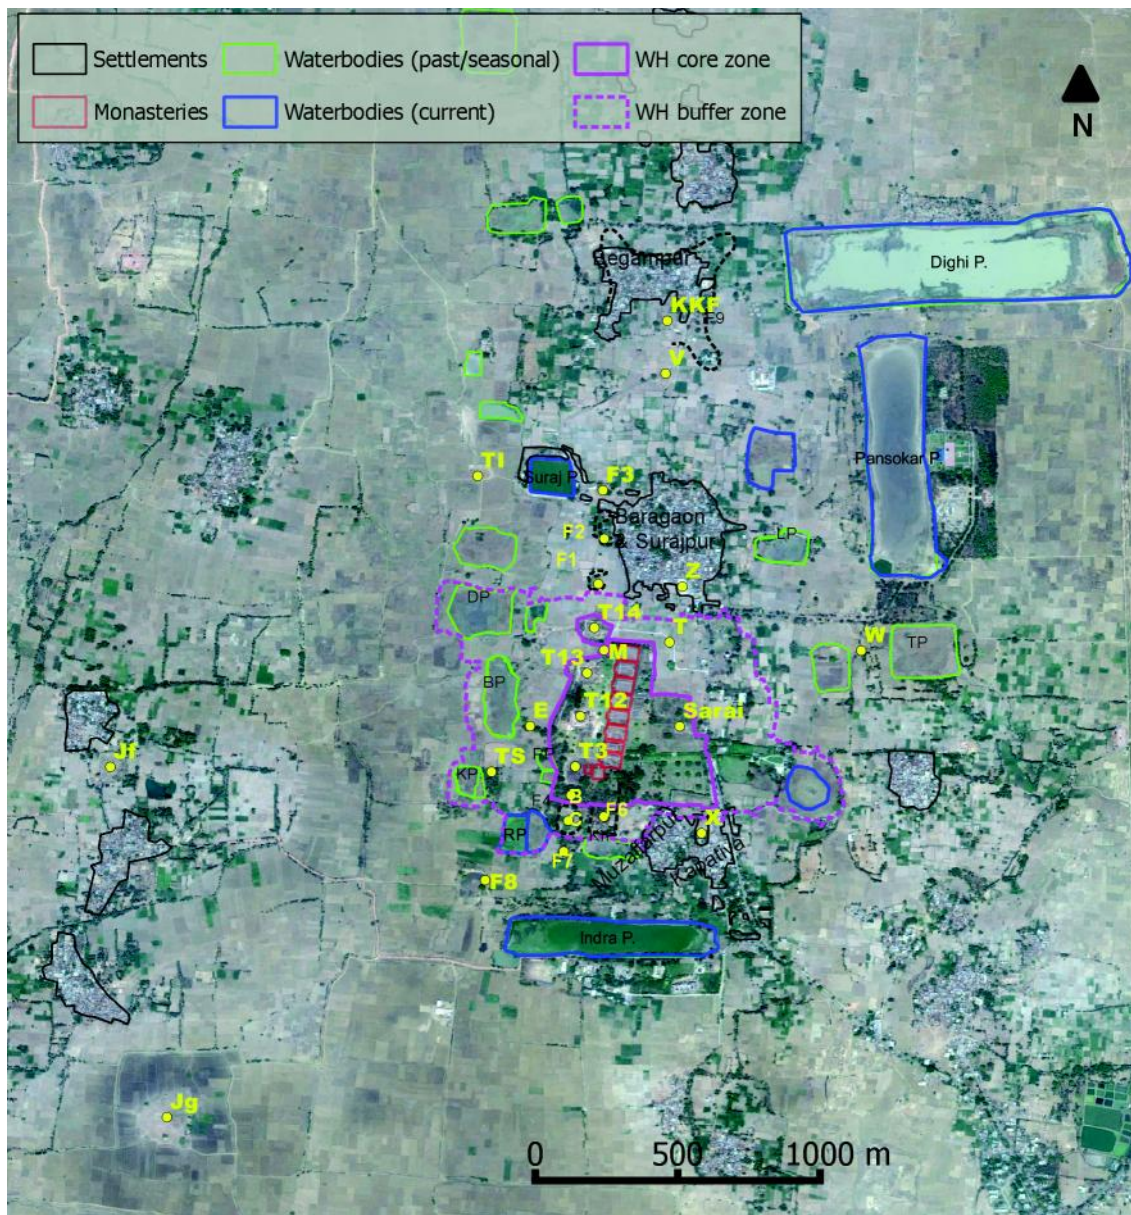 Settlements
Waterbodies (past/seasonal)
WH core zone
Monasteries
Waterbodies (current)
WH buffer zone
N
Begampur
Dighi P.
KKF
F9
V
Pansokar P.
TI
Suraj P.
F3
Baragaon
& Surajpur
F2
LP
F1
Z
DP
T14
T
W
TP
M
T13
BP
T12
E
Sarai
Jf
T3
TS
KP
B
F6
C
X
RP
Muzaffarpur
Kapatiya
F7
F8
Indra P.
Jg
0 500 1000 m